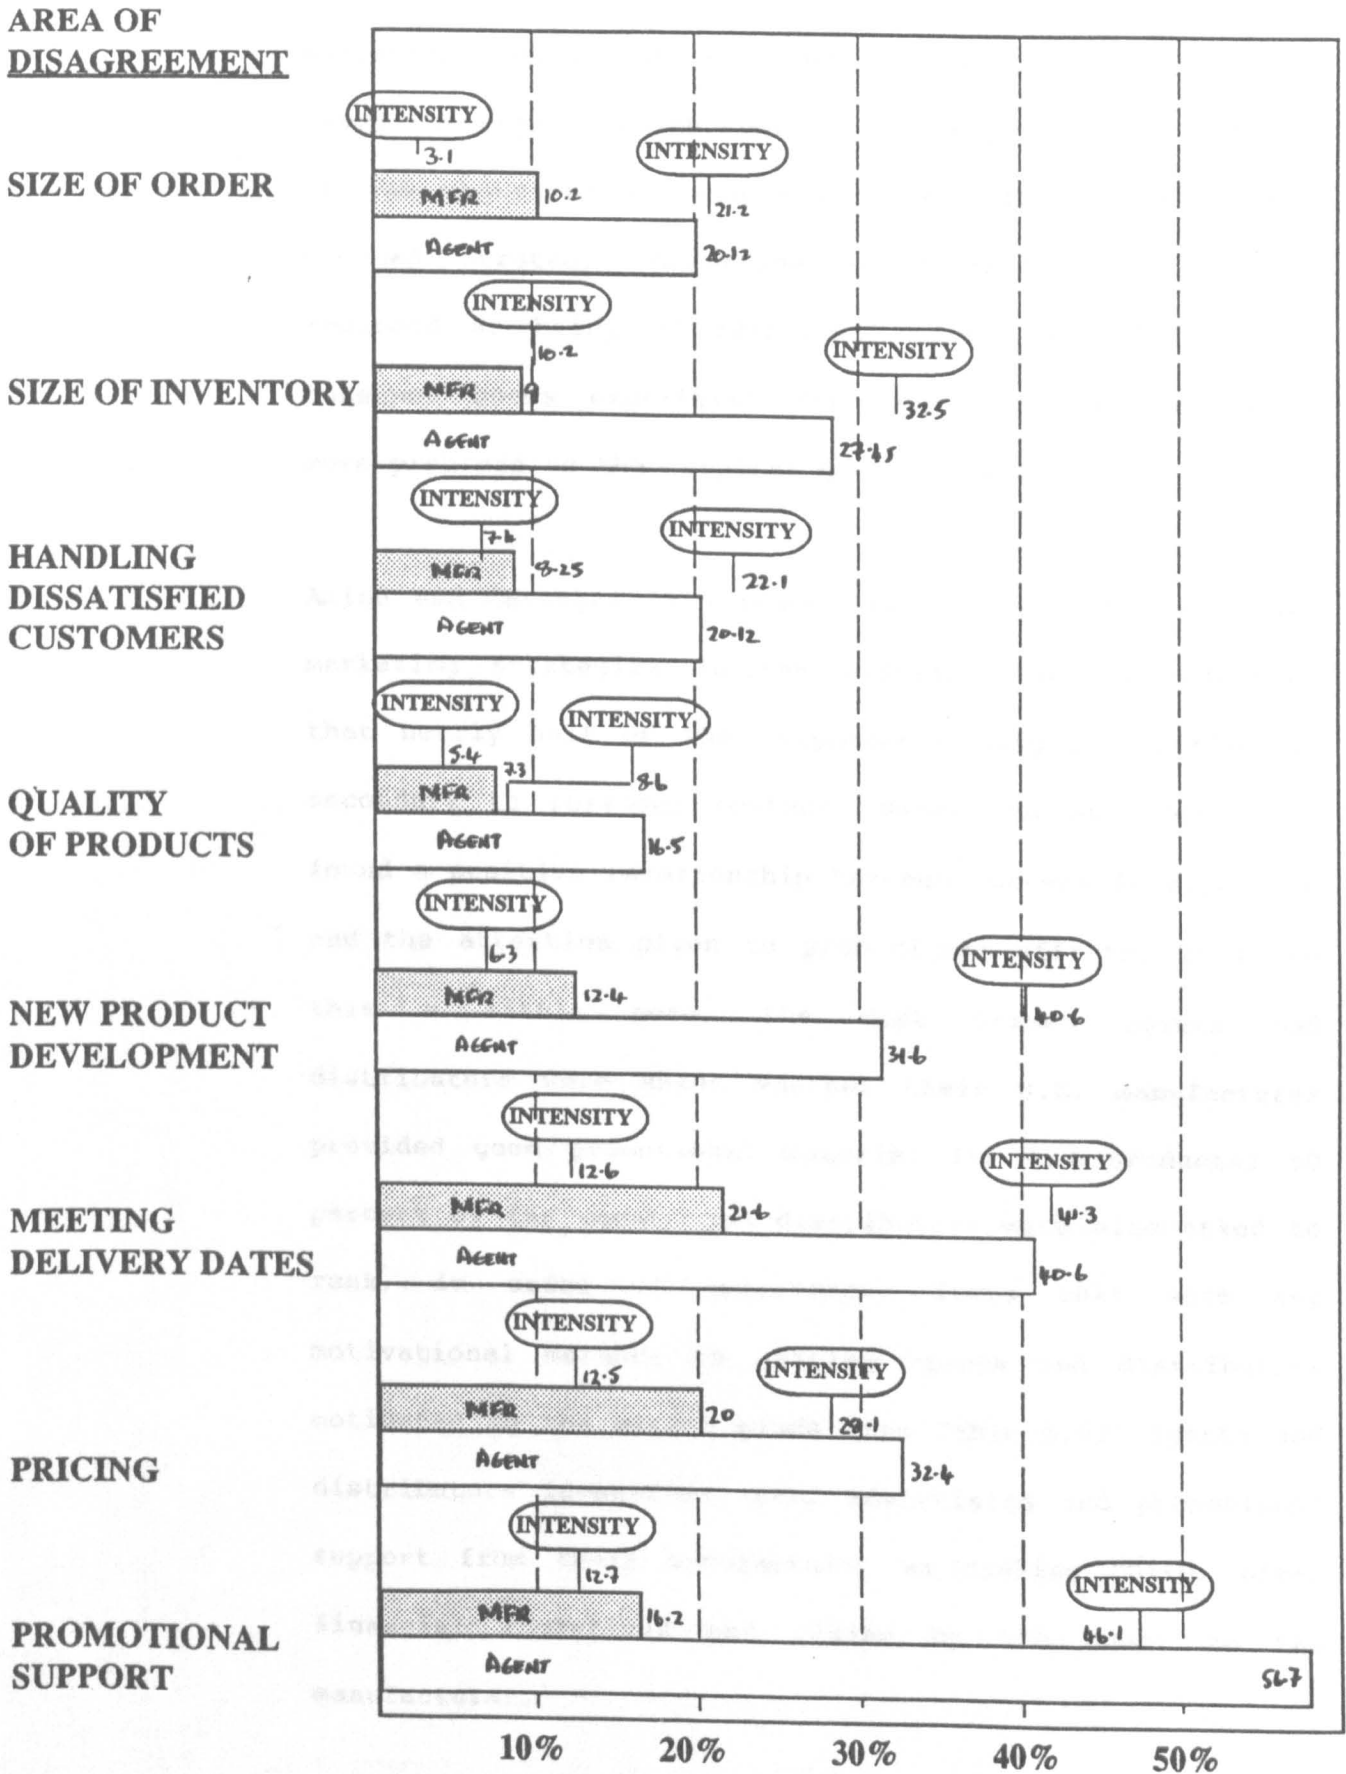 AREA OF
DISAGREEMENT
INTENSITY
3.1
INTENSITY
21.2
SIZE OF ORDER
MFR 10.2
AGENT 20.12
INTENSITY
10.2
INTENSITY
32.5
SIZE OF INVENTORY
MFR 9
AGENT 27.45
INTENSITY
7.4
INTENSITY
22.1
HANDLING
DISSATISFIED
CUSTOMERS
MFR 8.25
AGENT 20.12
INTENSITY
5.4
INTENSITY
8.6
QUALITY
OF PRODUCTS
MFR 7.3
AGENT 16.5
INTENSITY
6.3
INTENSITY
40.6
NEW PRODUCT
DEVELOPMENT
MFR 12.4
AGENT 31.6
INTENSITY
12.6
INTENSITY
41.3
MEETING
DELIVERY DATES
MFR 21.6
AGENT 40.6
INTENSITY
12.5
INTENSITY
PRICING
MFR 20
AGENT 32.4
INTENSITY
12.7
INTENSITY
46.1
PROMOTIONAL
SUPPORT
MFR 16.2
AGENT 56.7
10% 20% 30% 40% 50%